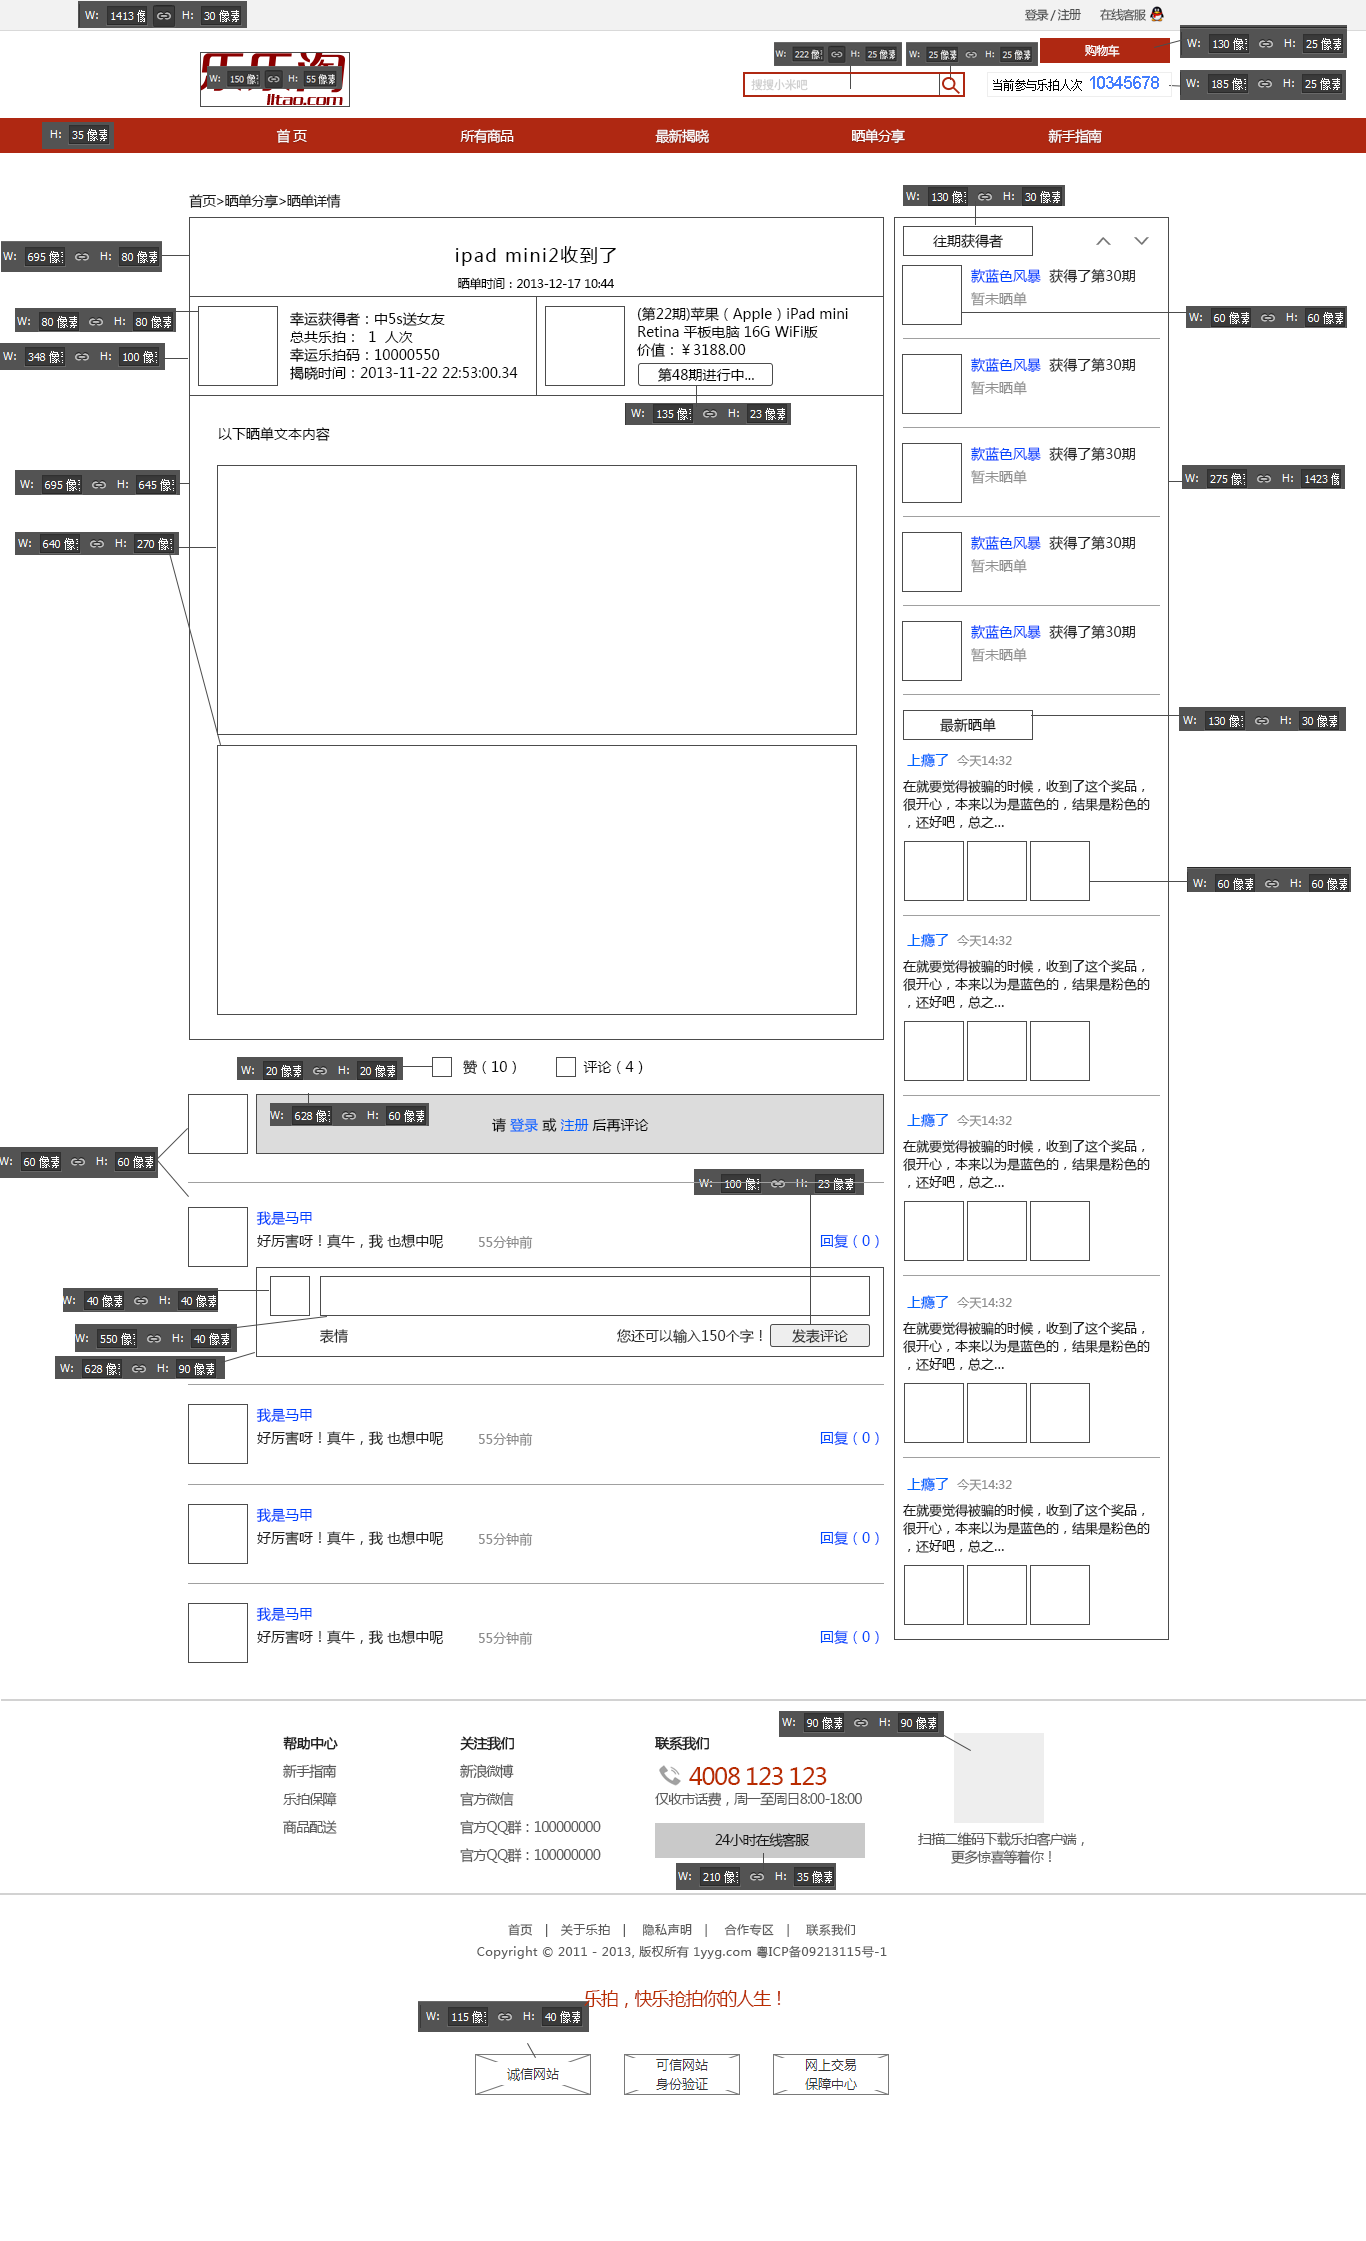 W: 1413 像 H: 30 像素
登录 / 注册 在线客服
乐乐淘
lltao.com
W: 150 像素 H: 55 像素
W: 222 像 H: 25 像素
W: 25 像素 H: 25 像素
购物车
W: 130 像 H: 25 像
搜搜小米吧
当前参与乐拍人次 10345678
W: 185 像 H: 25 像
H: 35 像素
首 页 所有商品 最新揭晓 晒单分享 新手指南
首页>晒单分享>晒单详情
W: 130 像 H: 30 像素
W: 695 像 H: 80 像素
ipad mini2收到了
晒单时间：2013-12-17 10:44
W: 80 像素 H: 80 像素
W: 348 像 H: 100 像
幸运获得者：中5s送女友
总共乐拍： 1 人次
幸运乐拍码：10000550
揭晓时间：2013-11-22 22:53:00.34
(第22期)苹果（Apple）iPad mini
Retina 平板电脑 16G WiFi版
价值：￥3188.00
第48期进行中...
W: 135 像 H: 23 像素
以下晒单文本内容
W: 695 像 H: 645 像
W: 640 像 H: 270 像
往期获得者
款蓝色风暴 获得了第30期
暂未晒单
W: 60 像素 H: 60 像素
款蓝色风暴 获得了第30期
暂未晒单
款蓝色风暴 获得了第30期
暂未晒单
W: 275 像 H: 1423 像
款蓝色风暴 获得了第30期
暂未晒单
款蓝色风暴 获得了第30期
暂未晒单
最新晒单
W: 130 像 H: 30 像素
上瘾了 今天14:32
在就要觉得被骗的时候，收到了这个奖品，
很开心，本来以为是蓝色的，结果是粉色的
，还好吧，总之...
W: 60 像素 H: 60 像素
上瘾了 今天14:32
在就要觉得被骗的时候，收到了这个奖品，
很开心，本来以为是蓝色的，结果是粉色的
，还好吧，总之...
上瘾了 今天14:32
在就要觉得被骗的时候，收到了这个奖品，
很开心，本来以为是蓝色的，结果是粉色的
，还好吧，总之...
上瘾了 今天14:32
在就要觉得被骗的时候，收到了这个奖品，
很开心，本来以为是蓝色的，结果是粉色的
，还好吧，总之...
上瘾了 今天14:32
在就要觉得被骗的时候，收到了这个奖品，
很开心，本来以为是蓝色的，结果是粉色的
，还好吧，总之...
W: 20 像素 H: 20 像素
赞（10） 评论（4）
W: 628 像 H: 60 像素
请 登录 或 注册 后再评论
W: 60 像素 H: 60 像素
W: 100 像 H: 23 像素
我是马甲
好厉害呀！真牛，我 也想中呢 55分钟前 回复（0）
W: 40 像素 H: 40 像素
W: 550 像 H: 40 像素
W: 628 像 H: 90 像素
表情 您还可以输入150个字！ 发表评论
我是马甲
好厉害呀！真牛，我 也想中呢 55分钟前 回复（0）
我是马甲
好厉害呀！真牛，我 也想中呢 55分钟前 回复（0）
我是马甲
好厉害呀！真牛，我 也想中呢 55分钟前 回复（0）
帮助中心
新手指南
乐拍保障
商品配送
关注我们
新浪微博
官方微信
官方QQ群：100000000
官方QQ群：100000000
联系我们
4008 123 123
仅收市话费，周一至周日8:00-18:00
24小时在线客服
W: 210 像 H: 35 像素
W: 90 像素 H: 90 像素
扫描二维码下载乐拍客户端，
更多惊喜等着你！
首页 | 关于乐拍 | 隐私声明 | 合作专区 | 联系我们
Copyright © 2011 - 2013, 版权所有 1yyg.com 粤ICP备09213115号-1
乐拍，快乐抢拍你的人生！
W: 115 像 H: 40 像素
诚信网站
可信网站
身份验证
网上交易
保障中心